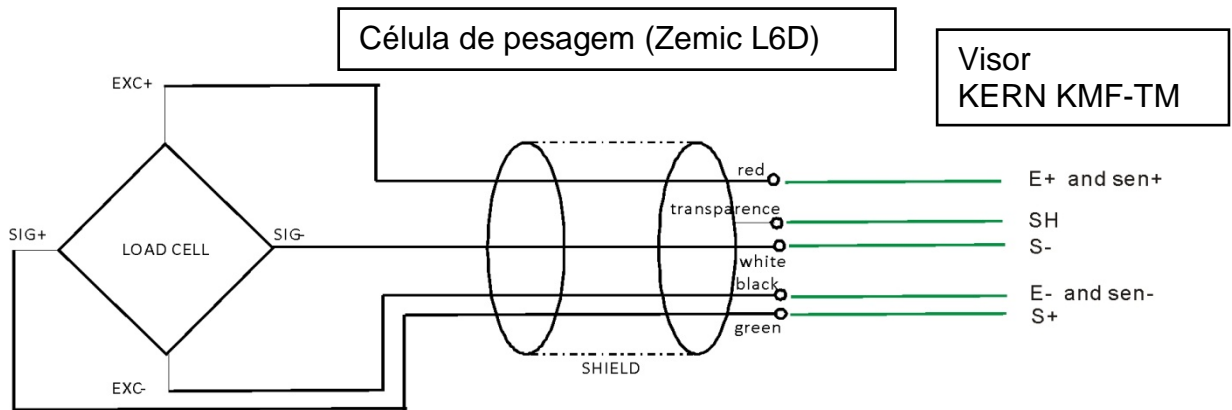 Célula de pesagem (Zemic L6D)
Visor
KERN KMF-TM
EXC+
red
E+ and sen+
transparence
SH
SIG+
LOAD CELL
SIG-
S-
white
black
E- and sen-
S+
green
SHIELD
EXC-